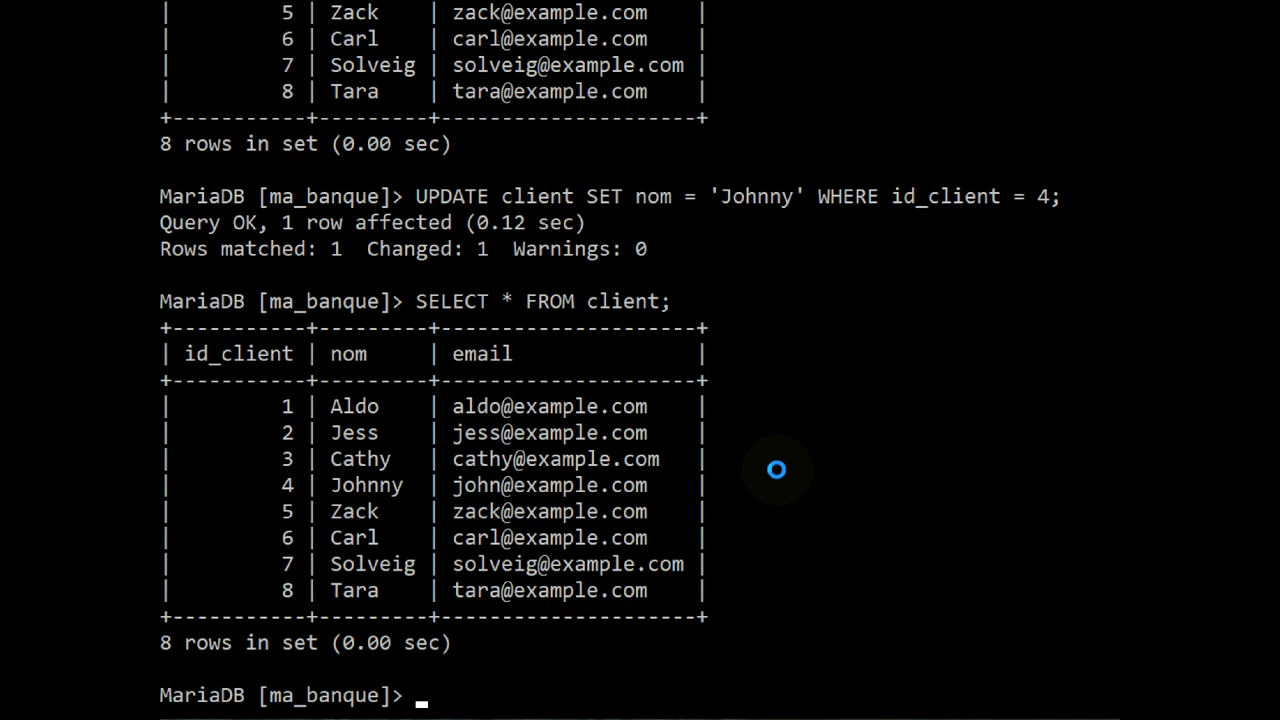 |         5 | Zack    | zack@example.com    |
|         6 | Carl    | carl@example.com    |
|         7 | Solveig | solveig@example.com |
|         8 | Tara    | tara@example.com    |
+-----------+---------+---------------------+
8 rows in set (0.00 sec)
MariaDB [ma_banque]> UPDATE client SET nom = 'Johnny' WHERE id_client = 4;
Query OK, 1 row affected (0.12 sec)
Rows matched: 1  Changed: 1  Warnings: 0
MariaDB [ma_banque]> SELECT * FROM client;
+-----------+---------+---------------------+
| id_client | nom     | email               |
+-----------+---------+---------------------+
|         1 | Aldo    | aldo@example.com    |
|         2 | Jess    | jess@example.com    |
|         3 | Cathy   | cathy@example.com   |
|         4 | Johnny  | john@example.com    |
|         5 | Zack    | zack@example.com    |
|         6 | Carl    | carl@example.com    |
|         7 | Solveig | solveig@example.com |
|         8 | Tara    | tara@example.com    |
+-----------+---------+---------------------+
8 rows in set (0.00 sec)
MariaDB [ma_banque]> _